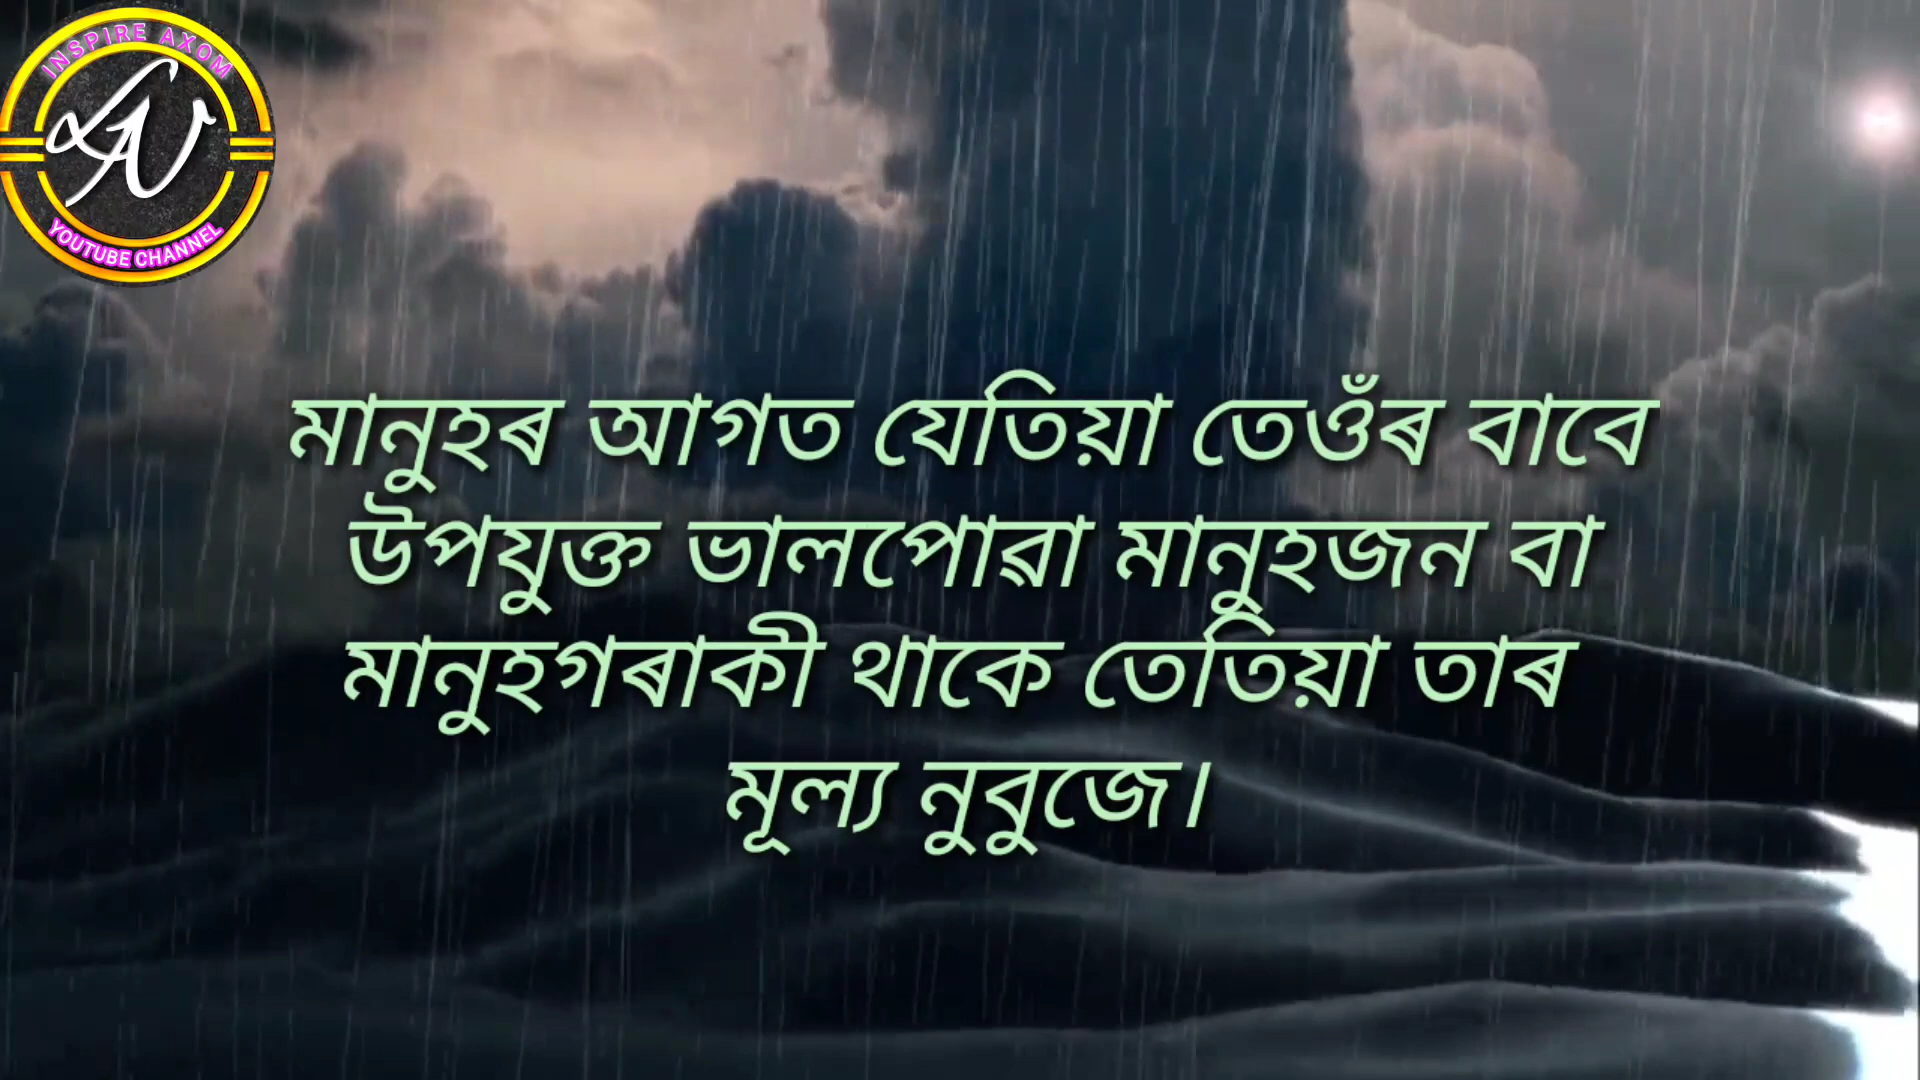 INSPIRE AXOM
YOUTUBE CHANNEL
মানুহৰ আগত যেতিয়া তেওঁৰ বাবে
উপযুক্ত ভালপোৱা মানুহজন বা
মানুহগৰাকী থাকে তেতিয়া তাৰ
মূল্য নুবুজে।